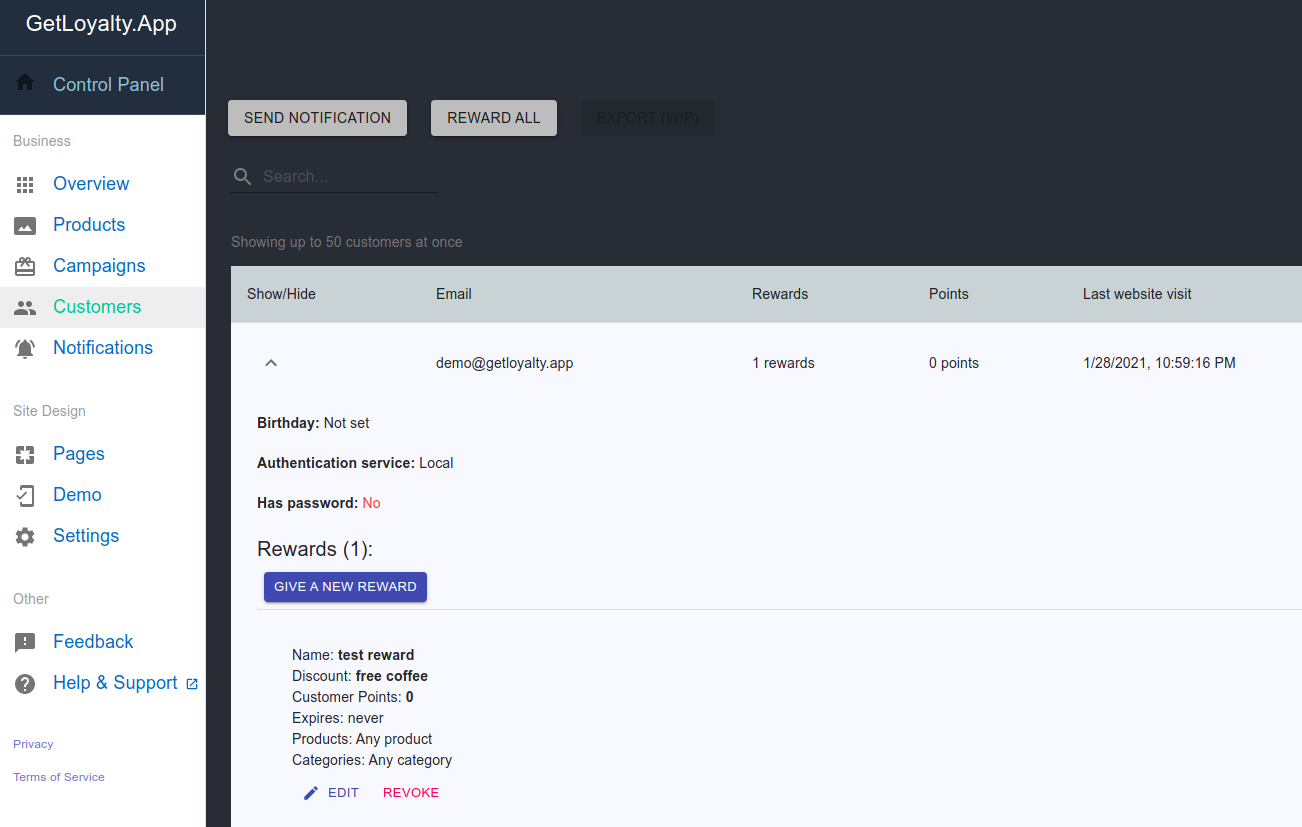 GetLoyalty.App
Control Panel
Business
Overview
Products
Campaigns
Customers
Notifications
Site Design
Pages
Demo
Settings
Other
Feedback
Help & Support
Privacy
Terms of Service
SEND NOTIFICATION REWARD ALL EXPORT (WIP)
Search...
Showing up to 50 customers at once
Show/Hide Email Rewards Points Last website visit
demo@getloyalty.app 1 rewards 0 points 1/28/2021, 10:59:16 PM
Birthday: Not set
Authentication service: Local
Has password: No
Rewards (1):
GIVE A NEW REWARD
Name: test reward
Discount: free coffee
Customer Points: 0
Expires: never
Products: Any product
Categories: Any category
EDIT REVOKE